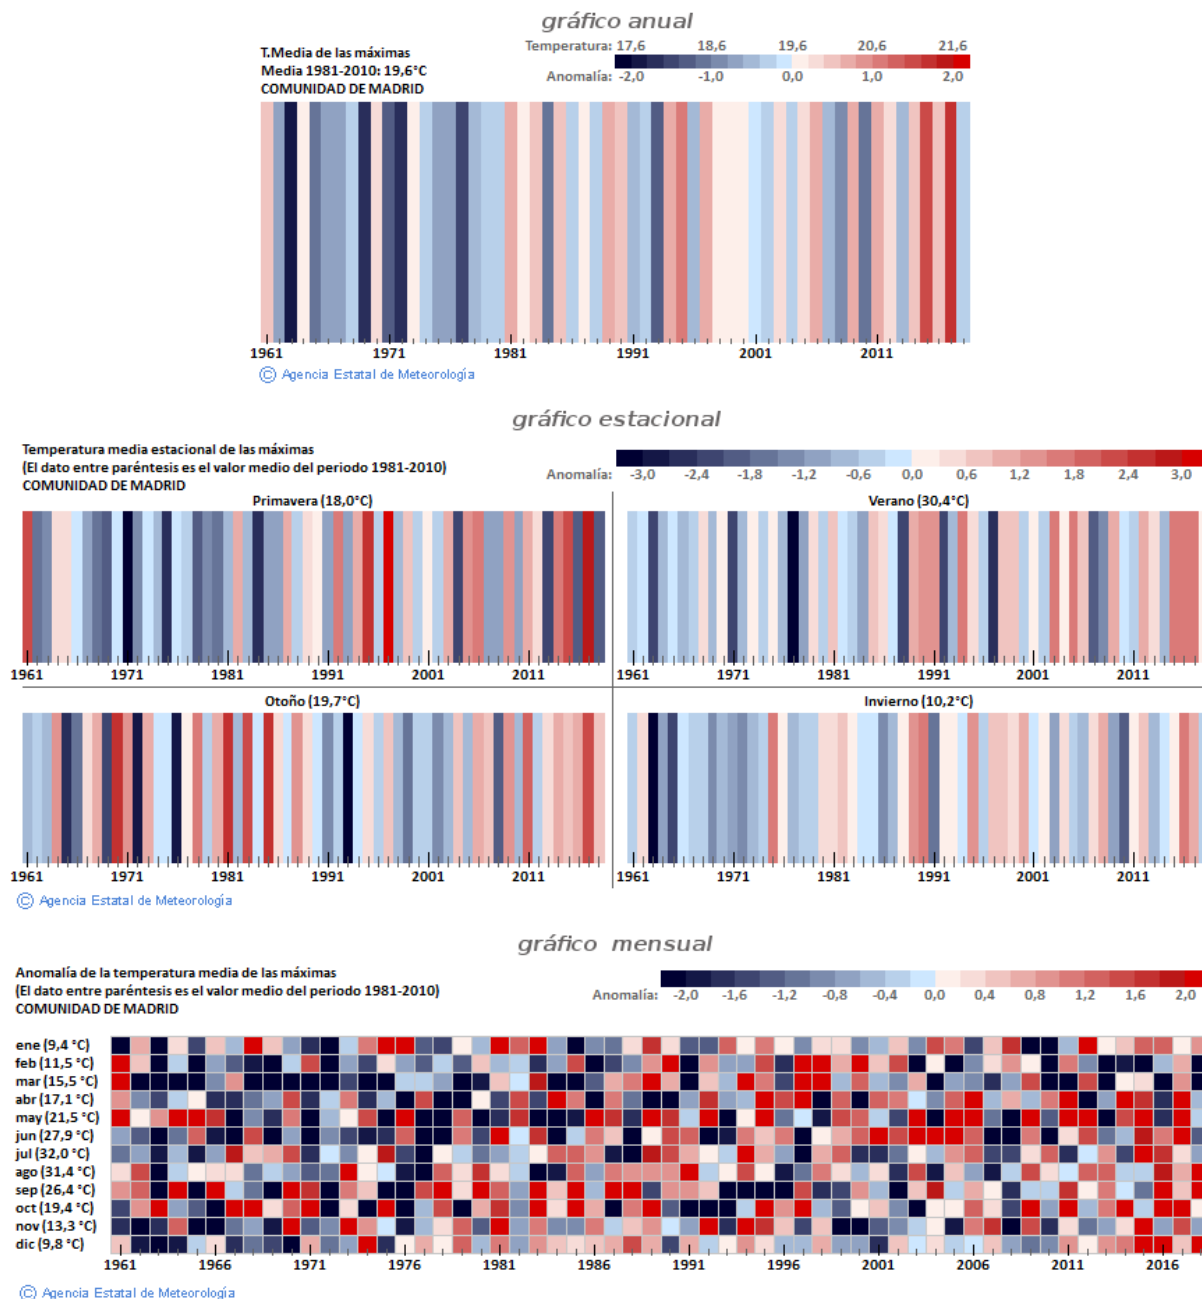 gráfico anual
T.Media de las máximas
Media 1981-2010: 19,6°C
COMUNIDAD DE MADRID
Temperatura: 17,6 18,6 19,6 20,6 21,6
Anomalía: -2,0 -1,0 0,0 1,0 2,0
1961 1971 1981 1991 2001 2011
© Agencia Estatal de Meteorología
gráfico estacional
Temperatura media estacional de las máximas
(El dato entre paréntesis es el valor medio del periodo 1981-2010)
COMUNIDAD DE MADRID
Anomalía: -3,0 -2,4 -1,8 -1,2 -0,6 0,0 0,6 1,2 1,8 2,4 3,0
Primavera (18,0°C)
1961 1971 1981 1991 2001 2011
Verano (30,4°C)
1961 1971 1981 1991 2001 2011
Otoño (19,7°C)
1961 1971 1981 1991 2001 2011
Invierno (10,2°C)
1961 1971 1981 1991 2001 2011
© Agencia Estatal de Meteorología
gráfico mensual
Anomalía de la temperatura media de las máximas
(El dato entre paréntesis es el valor medio del periodo 1981-2010)
COMUNIDAD DE MADRID
Anomalía: -2,0 -1,6 -1,2 -0,8 -0,4 0,0 0,4 0,8 1,2 1,6 2,0
ene (9,4 °C)
feb (11,5 °C)
mar (15,5 °C)
abr (17,1 °C)
may (21,5 °C)
jun (27,9 °C)
jul (32,0 °C)
ago (31,4 °C)
sep (26,4 °C)
oct (19,4 °C)
nov (13,3 °C)
dic (9,8 °C)
1961 1966 1971 1976 1981 1986 1991 1996 2001 2006 2011 2016
© Agencia Estatal de Meteorología